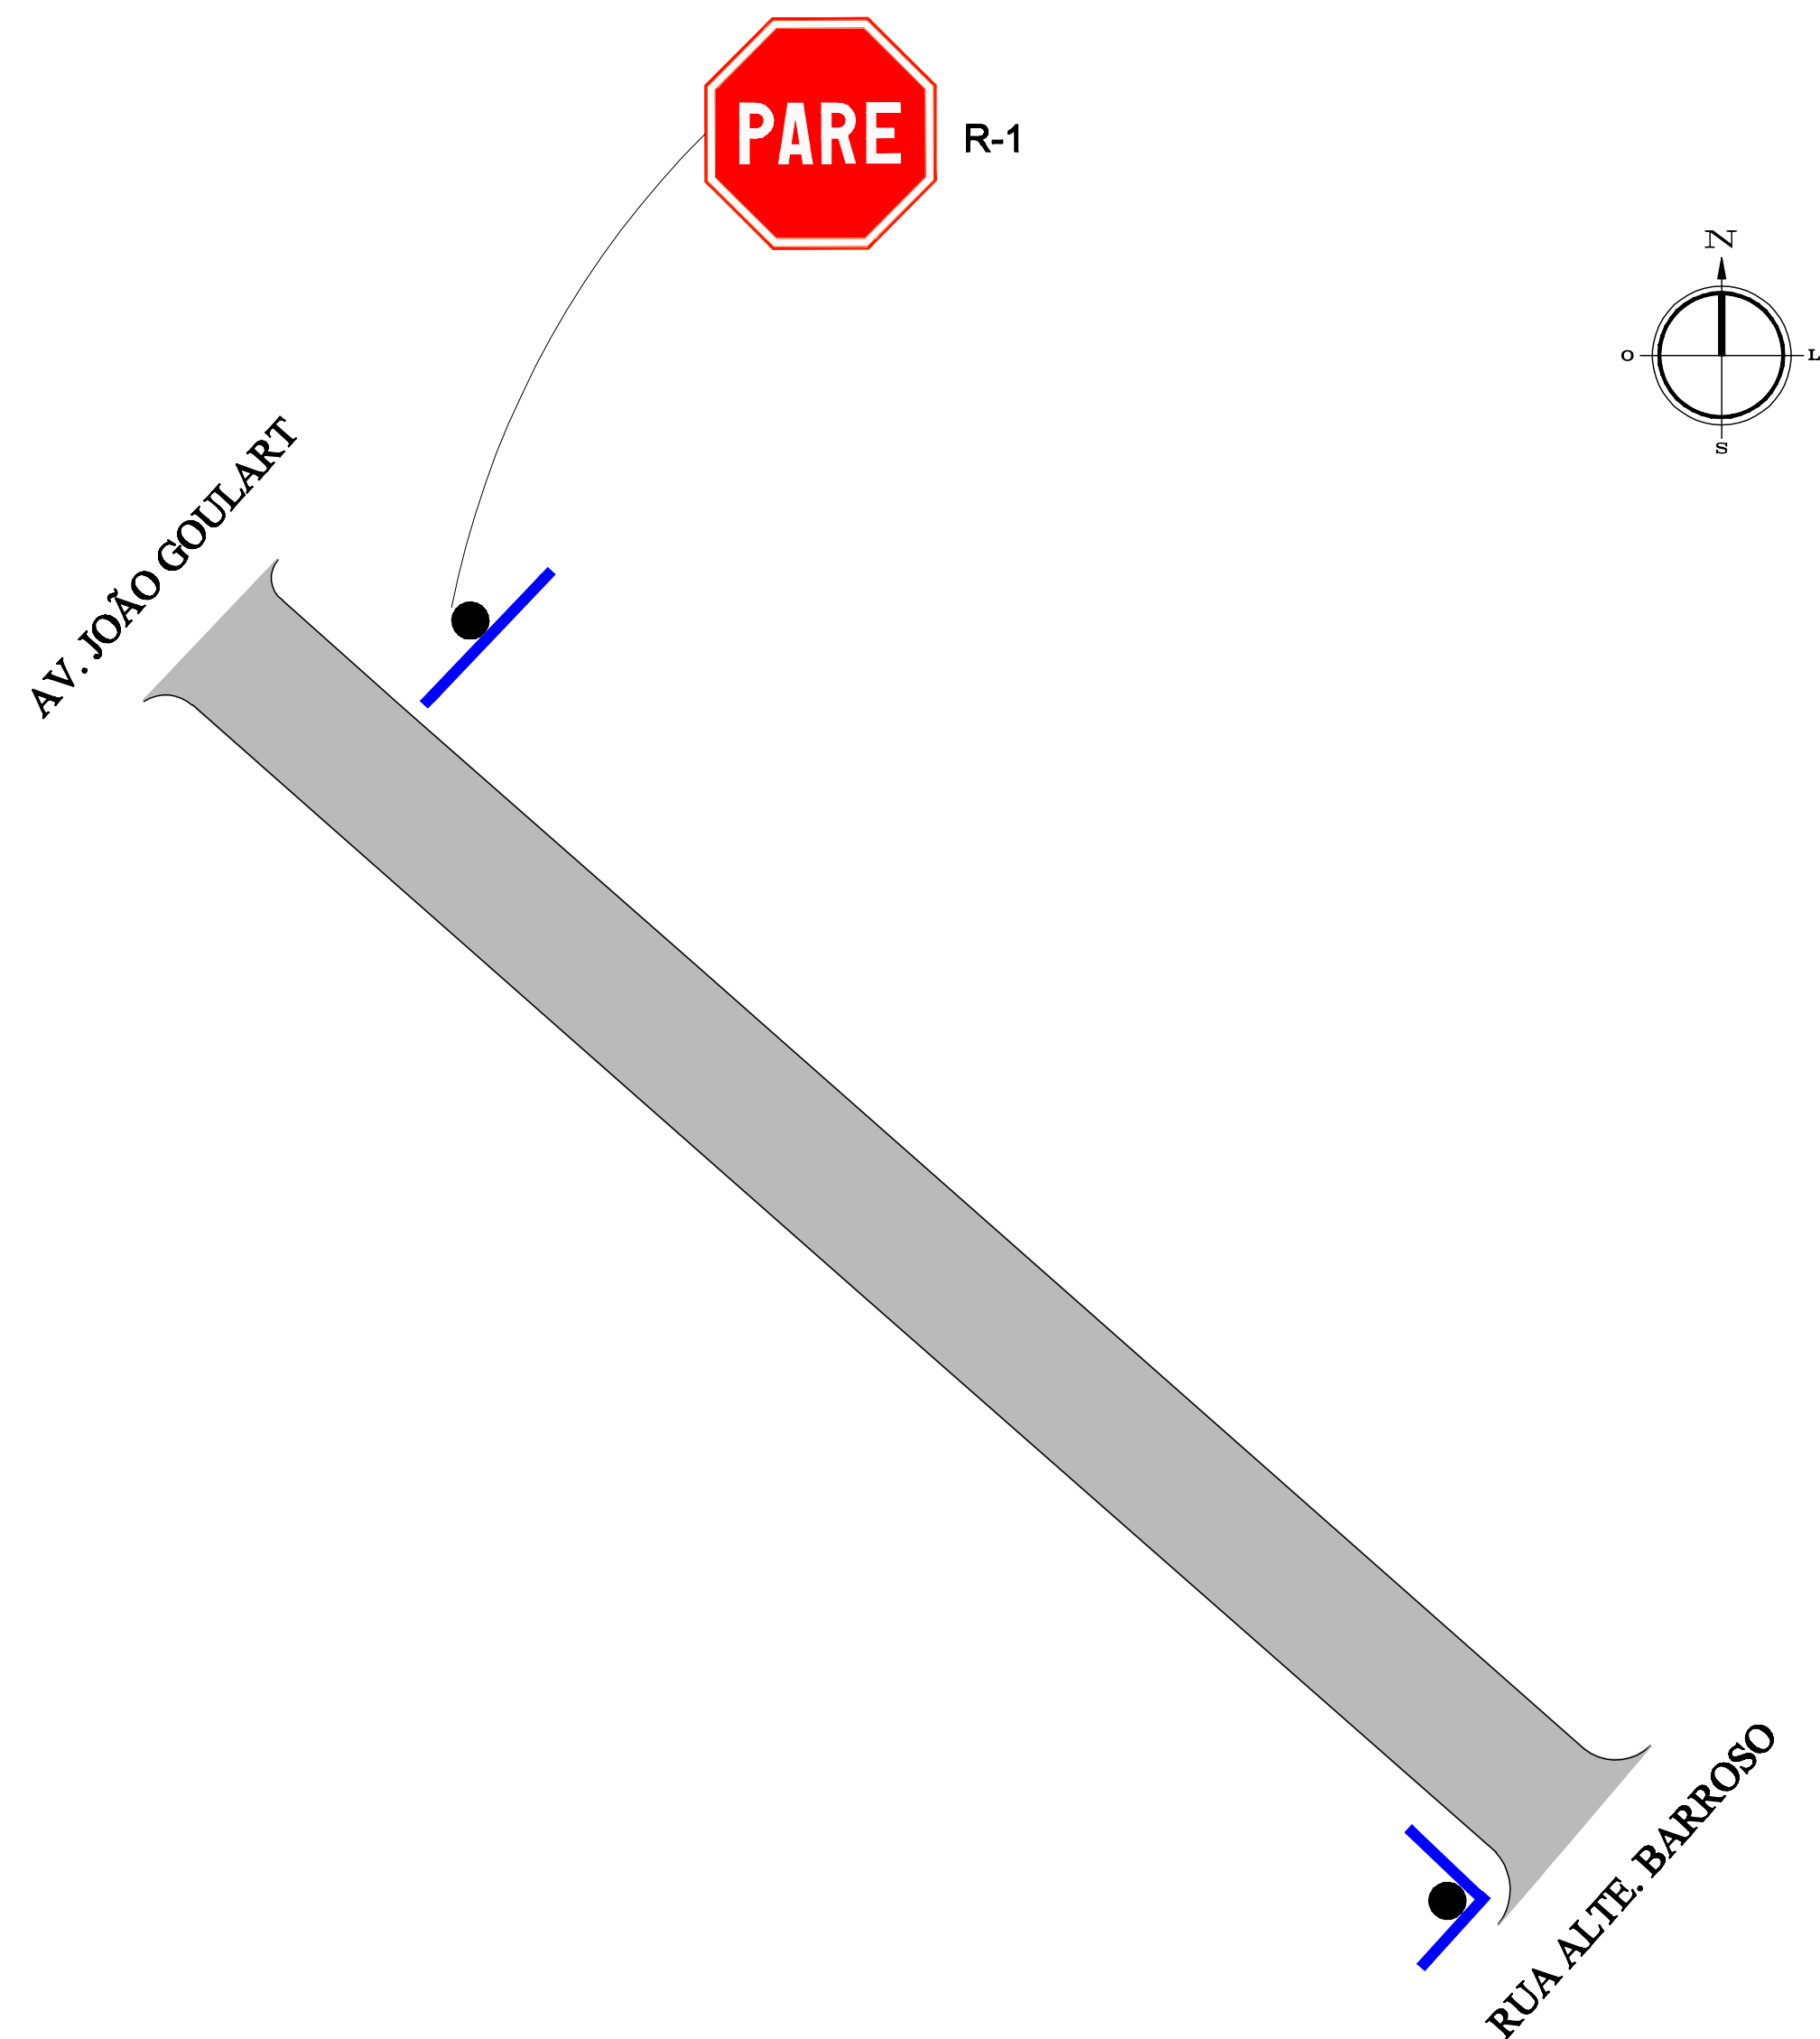 PARE
R-1
N
O
L
S
AV. JOÃO GOULART
RUA ALTE. BARROSO